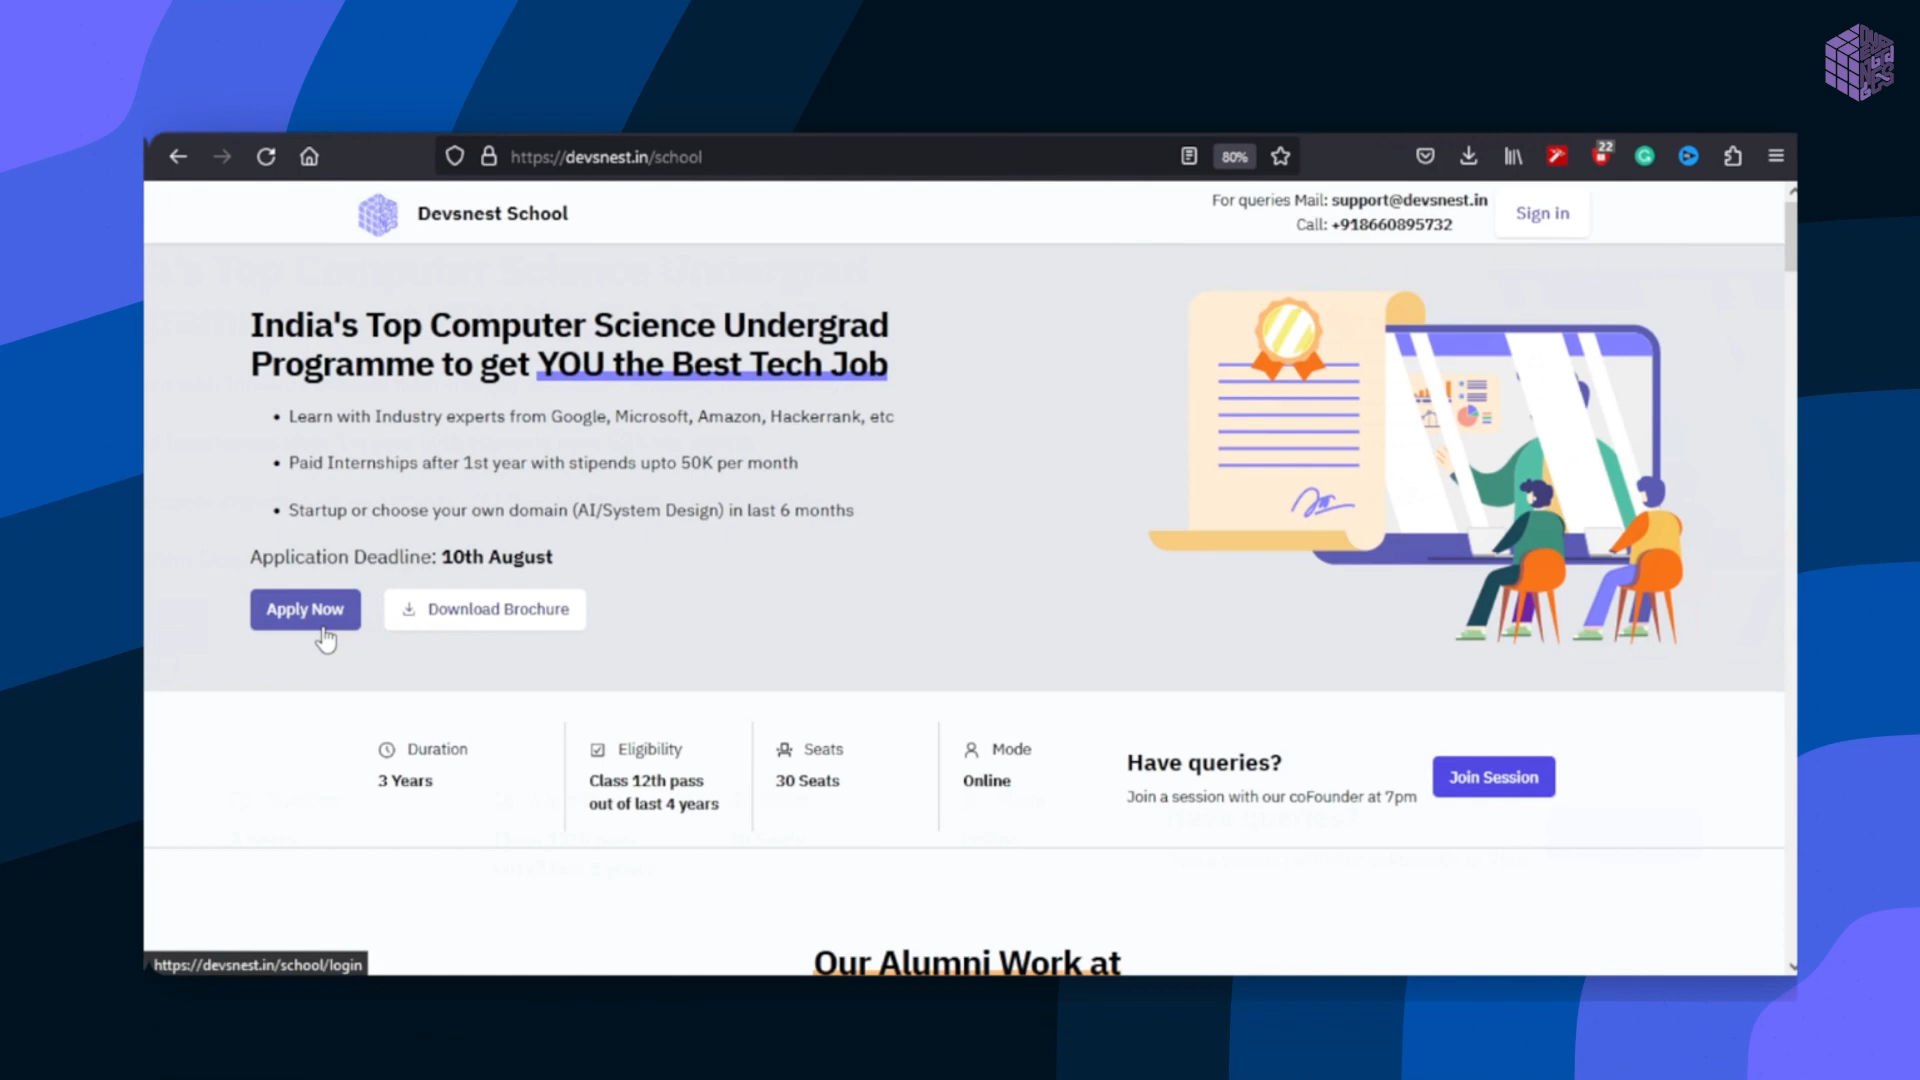 https://devsnest.in/school
80%
22
Devsnest School
For queries Mail: support@devsnest.in
Call: +918660895732
Sign in
India's Top Computer Science Undergrad
Programme to get YOU the Best Tech Job
• Learn with Industry experts from Google, Microsoft, Amazon, Hackerrank, etc
• Paid Internships after 1st year with stipends upto 50K per month
• Startup or choose your own domain (AI/System Design) in last 6 months
Application Deadline: 10th August
Apply Now
Download Brochure
Duration
3 Years
Eligibility
Class 12th pass
out of last 4 years
Seats
30 Seats
Mode
Online
Have queries?
Join a session with our coFounder at 7pm
Join Session
Our Alumni Work at
https://devsnest.in/school/login